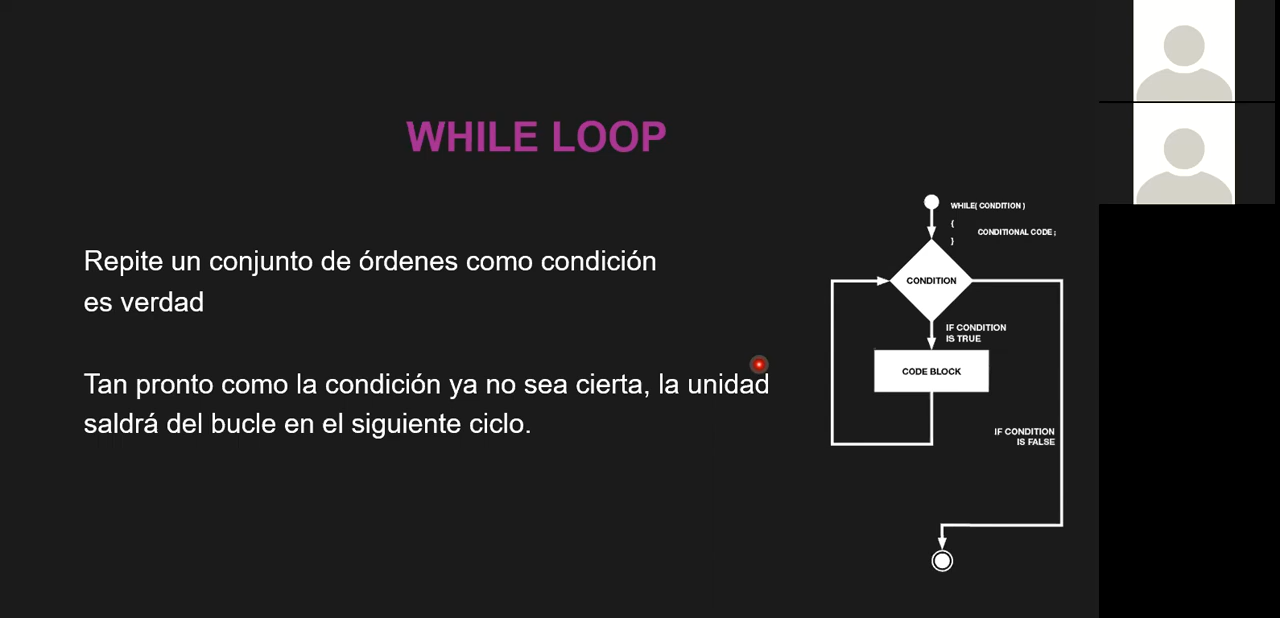 WHILE LOOP
Repite un conjunto de órdenes como condición
es verdad
Tan pronto como la condición ya no sea cierta, la unidad
saldrá del bucle en el siguiente ciclo.
WHILE( CONDITION )
{
CONDITIONAL CODE ;
}
CONDITION
IF CONDITION
IS TRUE
CODE BLOCK
IF CONDITION
IS FALSE